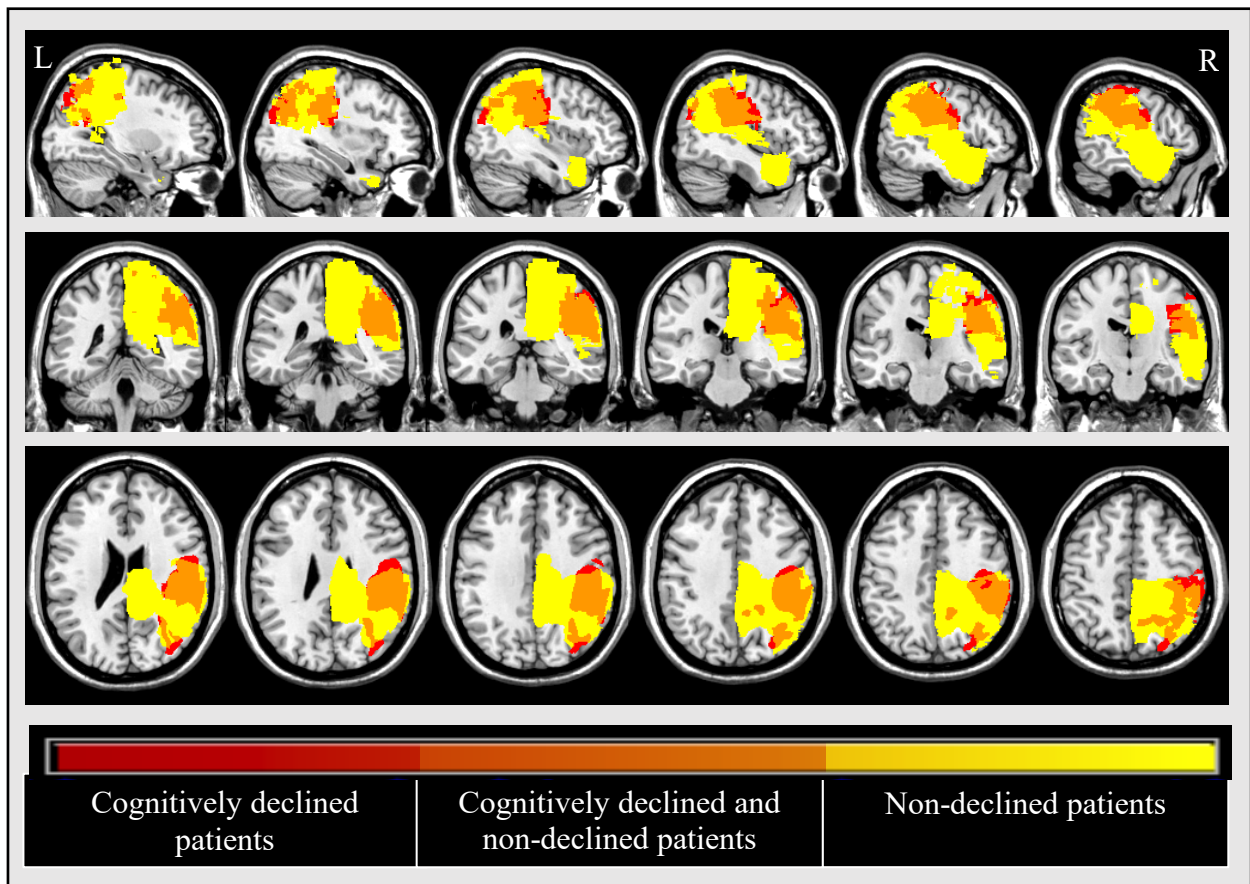 L
R
Cognitively declined
patients
Cognitively declined and
non-declined patients
Non-declined patients